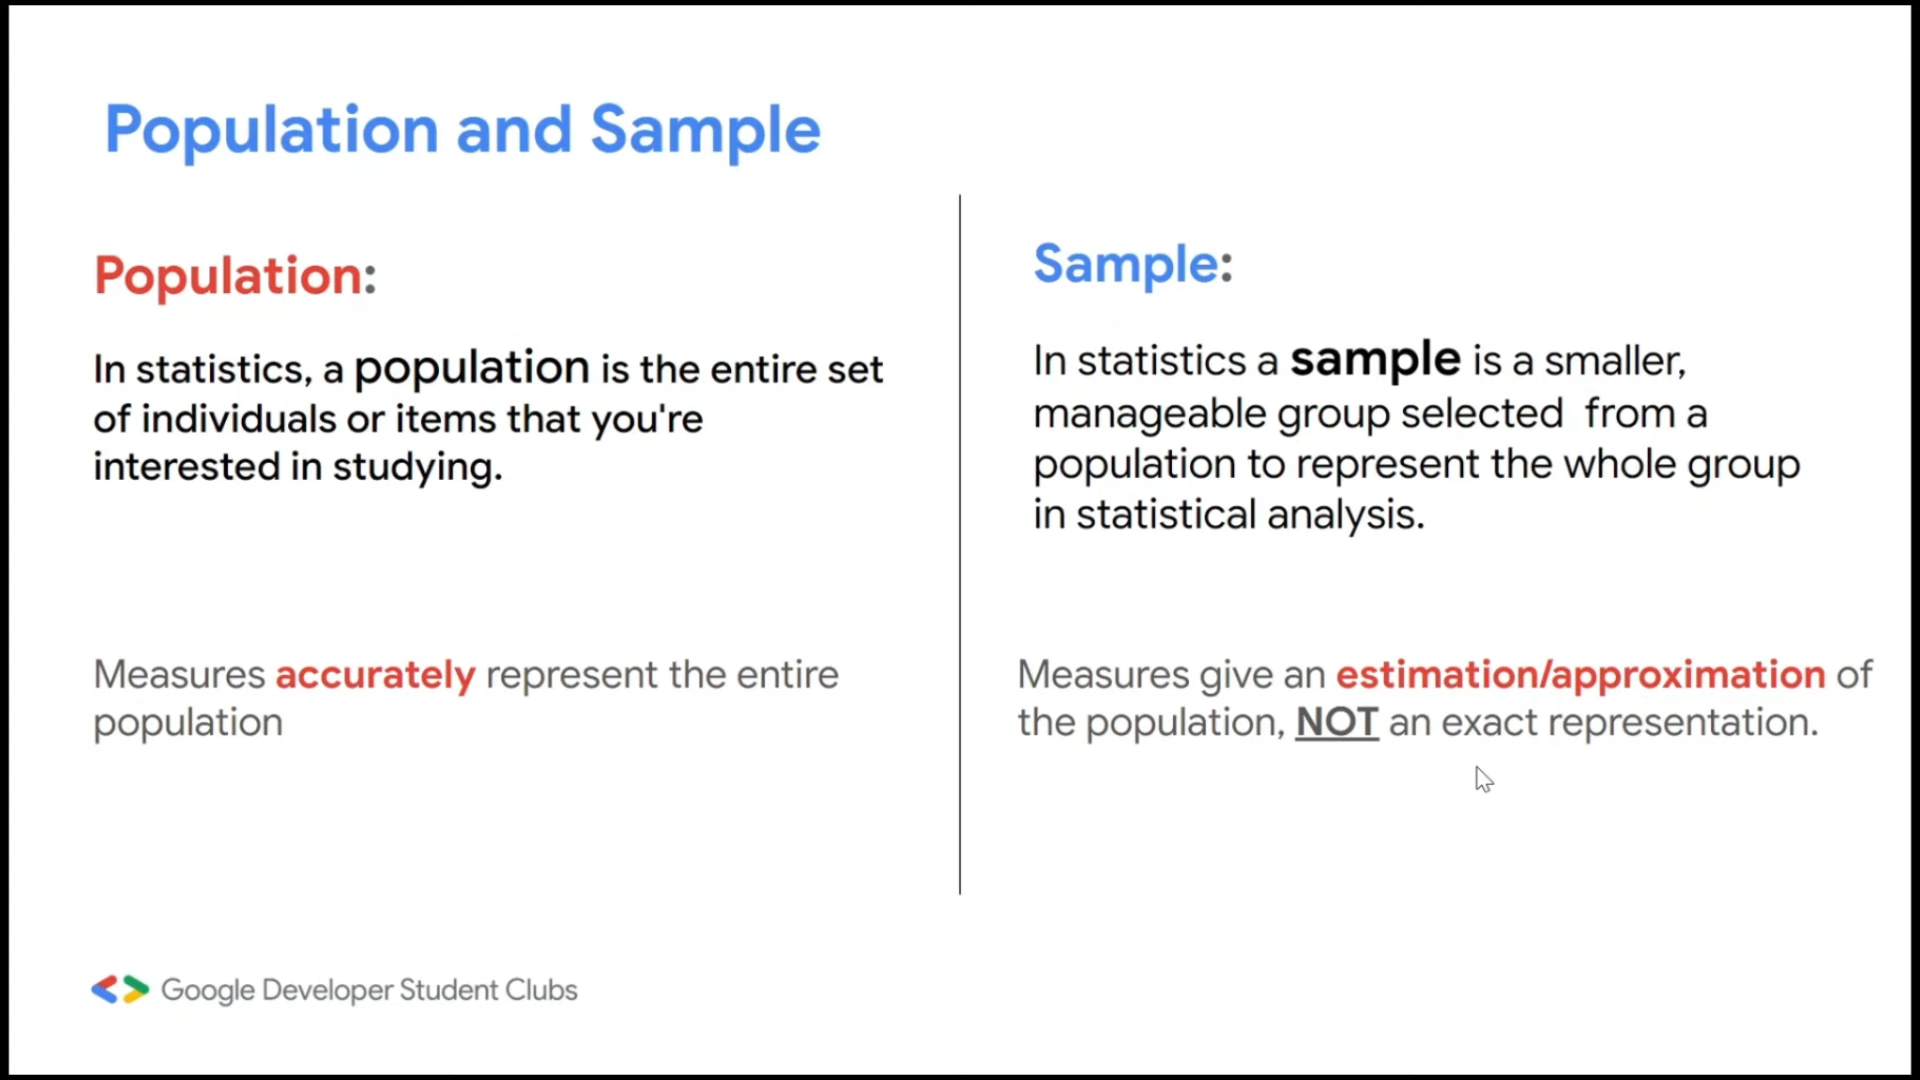 Population and Sample
Population:
In statistics, a population is the entire set
of individuals or items that you're
interested in studying.
Measures accurately represent the entire
population
Sample:
In statistics a sample is a smaller,
manageable group selected from a
population to represent the whole group
in statistical analysis.
Measures give an estimation/approximation of
the population, NOT an exact representation.
Google Developer Student Clubs